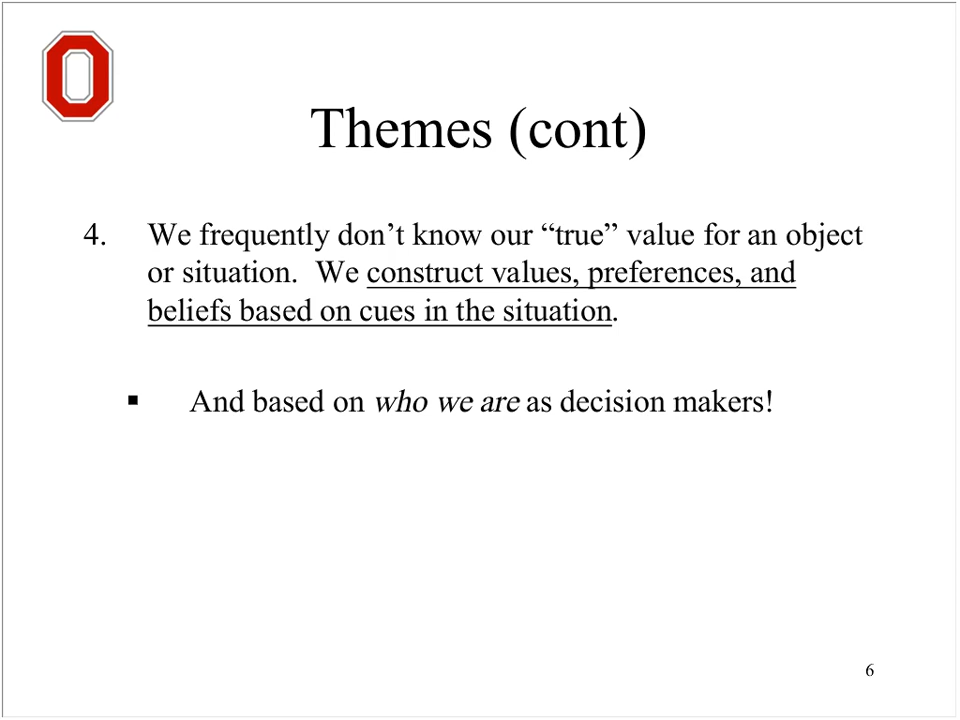 O
Themes (cont)
4. We frequently don’t know our “true” value for an object
or situation.  We construct values, preferences, and
beliefs based on cues in the situation.
▪ And based on who we are as decision makers!
6